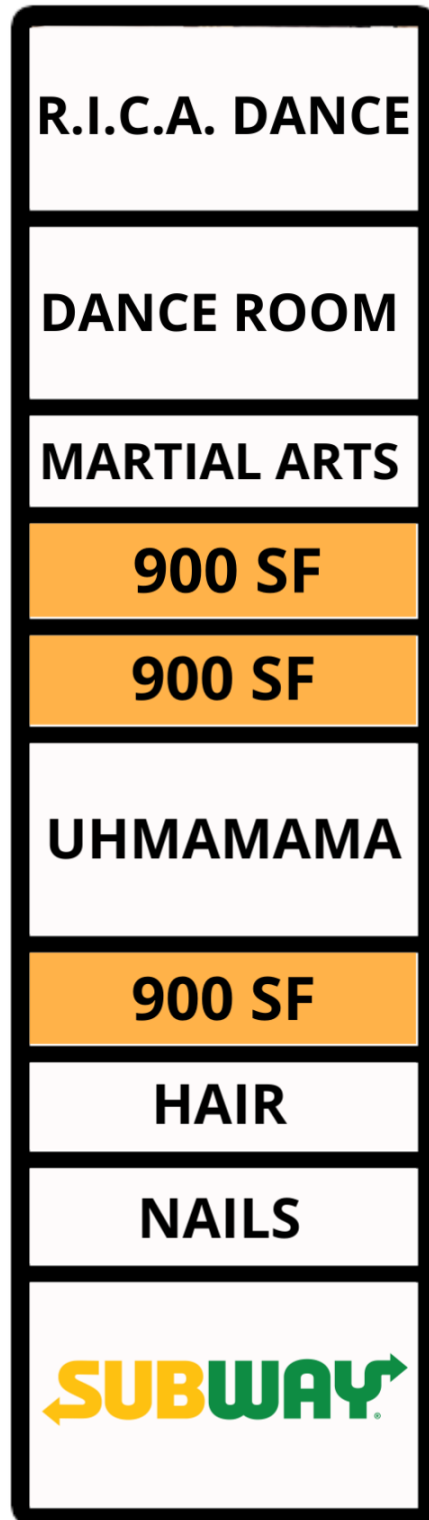 R.I.C.A. DANCE
DANCE ROOM
MARTIAL ARTS
900 SF
900 SF
UHMAMAMA
900 SF
HAIR
NAILS
SUBWAY®